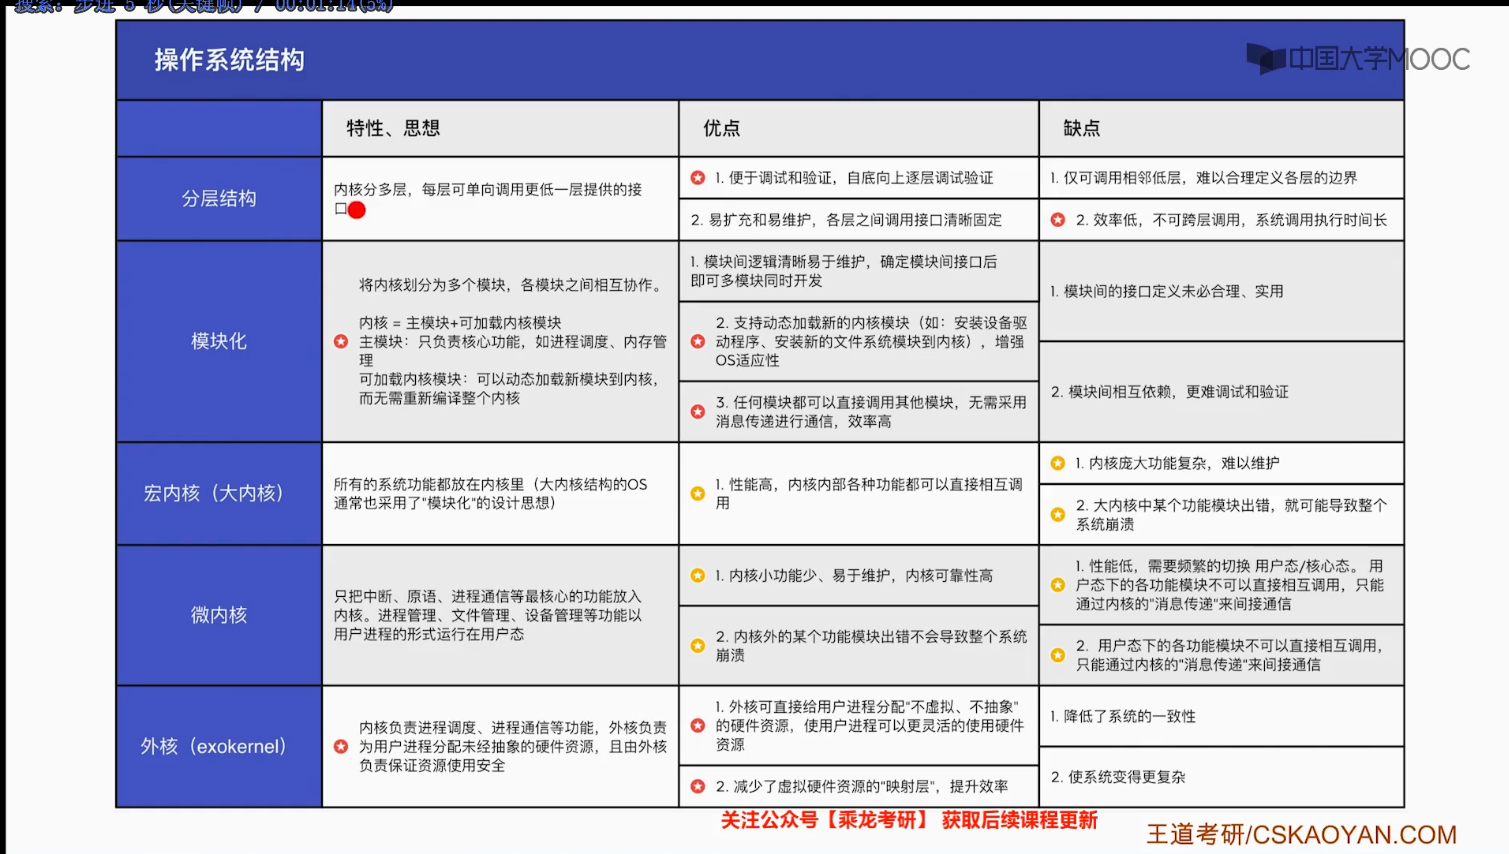 搜索: 步进 5 秒(关键帧) / 00:01:14(5%)
操作系统结构
中国大学MOOC
特性、思想
优点
缺点
分层结构
内核分多层，每层可单向调用更低一层提供的接
口
1. 便于调试和验证，自底向上逐层调试验证
2. 易扩充和易维护，各层之间调用接口清晰固定
1. 仅可调用相邻低层，难以合理定义各层的边界
2. 效率低，不可跨层调用，系统调用执行时间长
模块化
将内核划分为多个模块，各模块之间相互协作。
内核 = 主模块+可加载内核模块
主模块：只负责核心功能，如进程调度、内存管
理
可加载内核模块：可以动态加载新模块到内核，
而无需重新编译整个内核
1. 模块间逻辑清晰易于维护，确定模块间接口后
即可多模块同时开发
2. 支持动态加载新的内核模块（如：安装设备驱
动程序、安装新的文件系统模块到内核），增强
OS适应性
3. 任何模块都可以直接调用其他模块，无需采用
消息传递进行通信，效率高
1. 模块间的接口定义未必合理、实用
2. 模块间相互依赖，更难调试和验证
宏内核（大内核）
所有的系统功能都放在内核里（大内核结构的OS
通常也采用了"模块化"的设计思想）
1. 性能高，内核内部各种功能都可以直接相互调
用
1. 内核庞大功能复杂，难以维护
2. 大内核中某个功能模块出错，就可能导致整个
系统崩溃
微内核
只把中断、原语、进程通信等最核心的功能放入
内核。进程管理、文件管理、设备管理等功能以
用户进程的形式运行在用户态
1. 内核小功能少、易于维护，内核可靠性高
2. 内核外的某个功能模块出错不会导致整个系统
崩溃
1. 性能低，需要频繁的切换 用户态/核心态。 用
户态下的各功能模块不可以直接相互调用，只能
通过内核的"消息传递"来间接通信
2. 用户态下的各功能模块不可以直接相互调用，
只能通过内核的"消息传递"来间接通信
外核（exokernel）
内核负责进程调度、进程通信等功能，外核负责
为用户进程分配未经抽象的硬件资源，且由外核
负责保证资源使用安全
1. 外核可直接给用户进程分配"不虚拟、不抽象"
的硬件资源，使用户进程可以更灵活的使用硬件
资源
2. 减少了虚拟硬件资源的"映射层"，提升效率
1. 降低了系统的一致性
2. 使系统变得更复杂
关注公众号【乘龙考研】 获取后续课程更新
王道考研/CSKAOYAN.COM